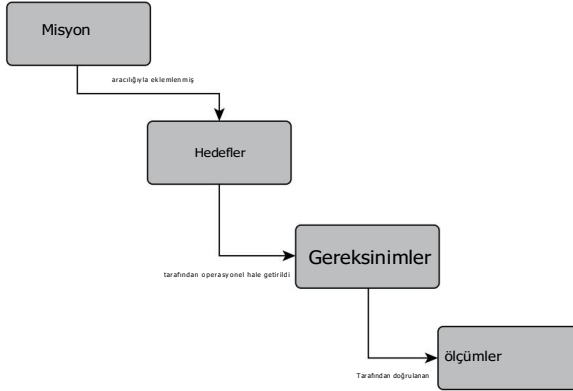 Misyon
aracılığıyla eklemlenmiş
Hedefler
Gereksinimler
tarafından operasyonel hale getirildi
ölçümler
Tarafından doğrulanan